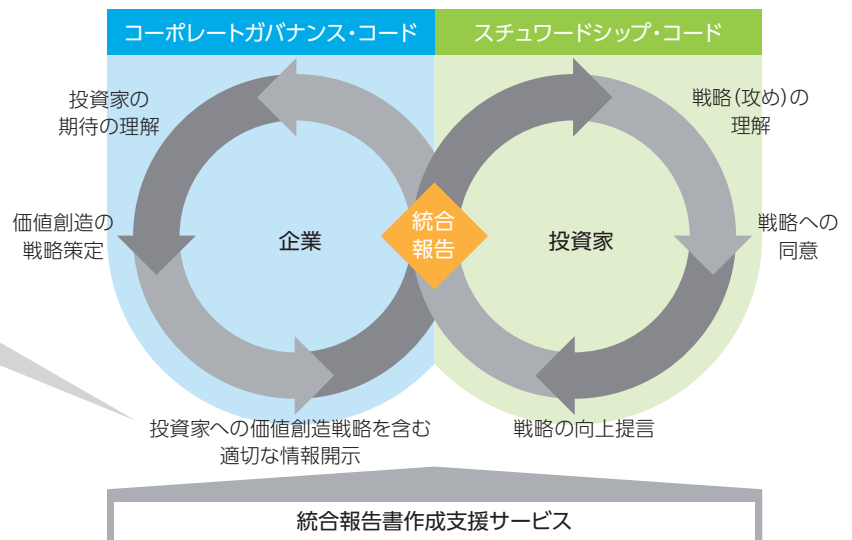 コーポレートガバナンス・コード
スチュワードシップ・コード
投資家の
期待の理解
戦略(攻め)の
理解
価値創造の
戦略策定
企業
統合
報告
投資家
戦略への
同意
投資家への価値創造戦略を含む
適切な情報開示
戦略の向上提言
統合報告書作成支援サービス